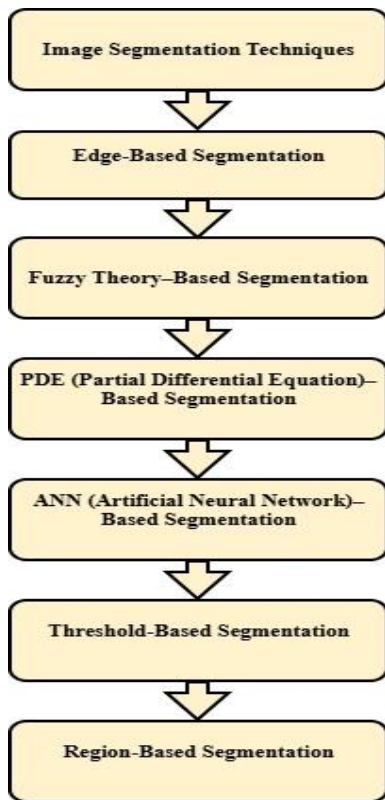 Image Segmentation Techniques
Edge-Based Segmentation
Fuzzy Theory–Based Segmentation
PDE (Partial Differential Equation)–
Based Segmentation
ANN (Artificial Neural Network)–
Based Segmentation
Threshold-Based Segmentation
Region-Based Segmentation